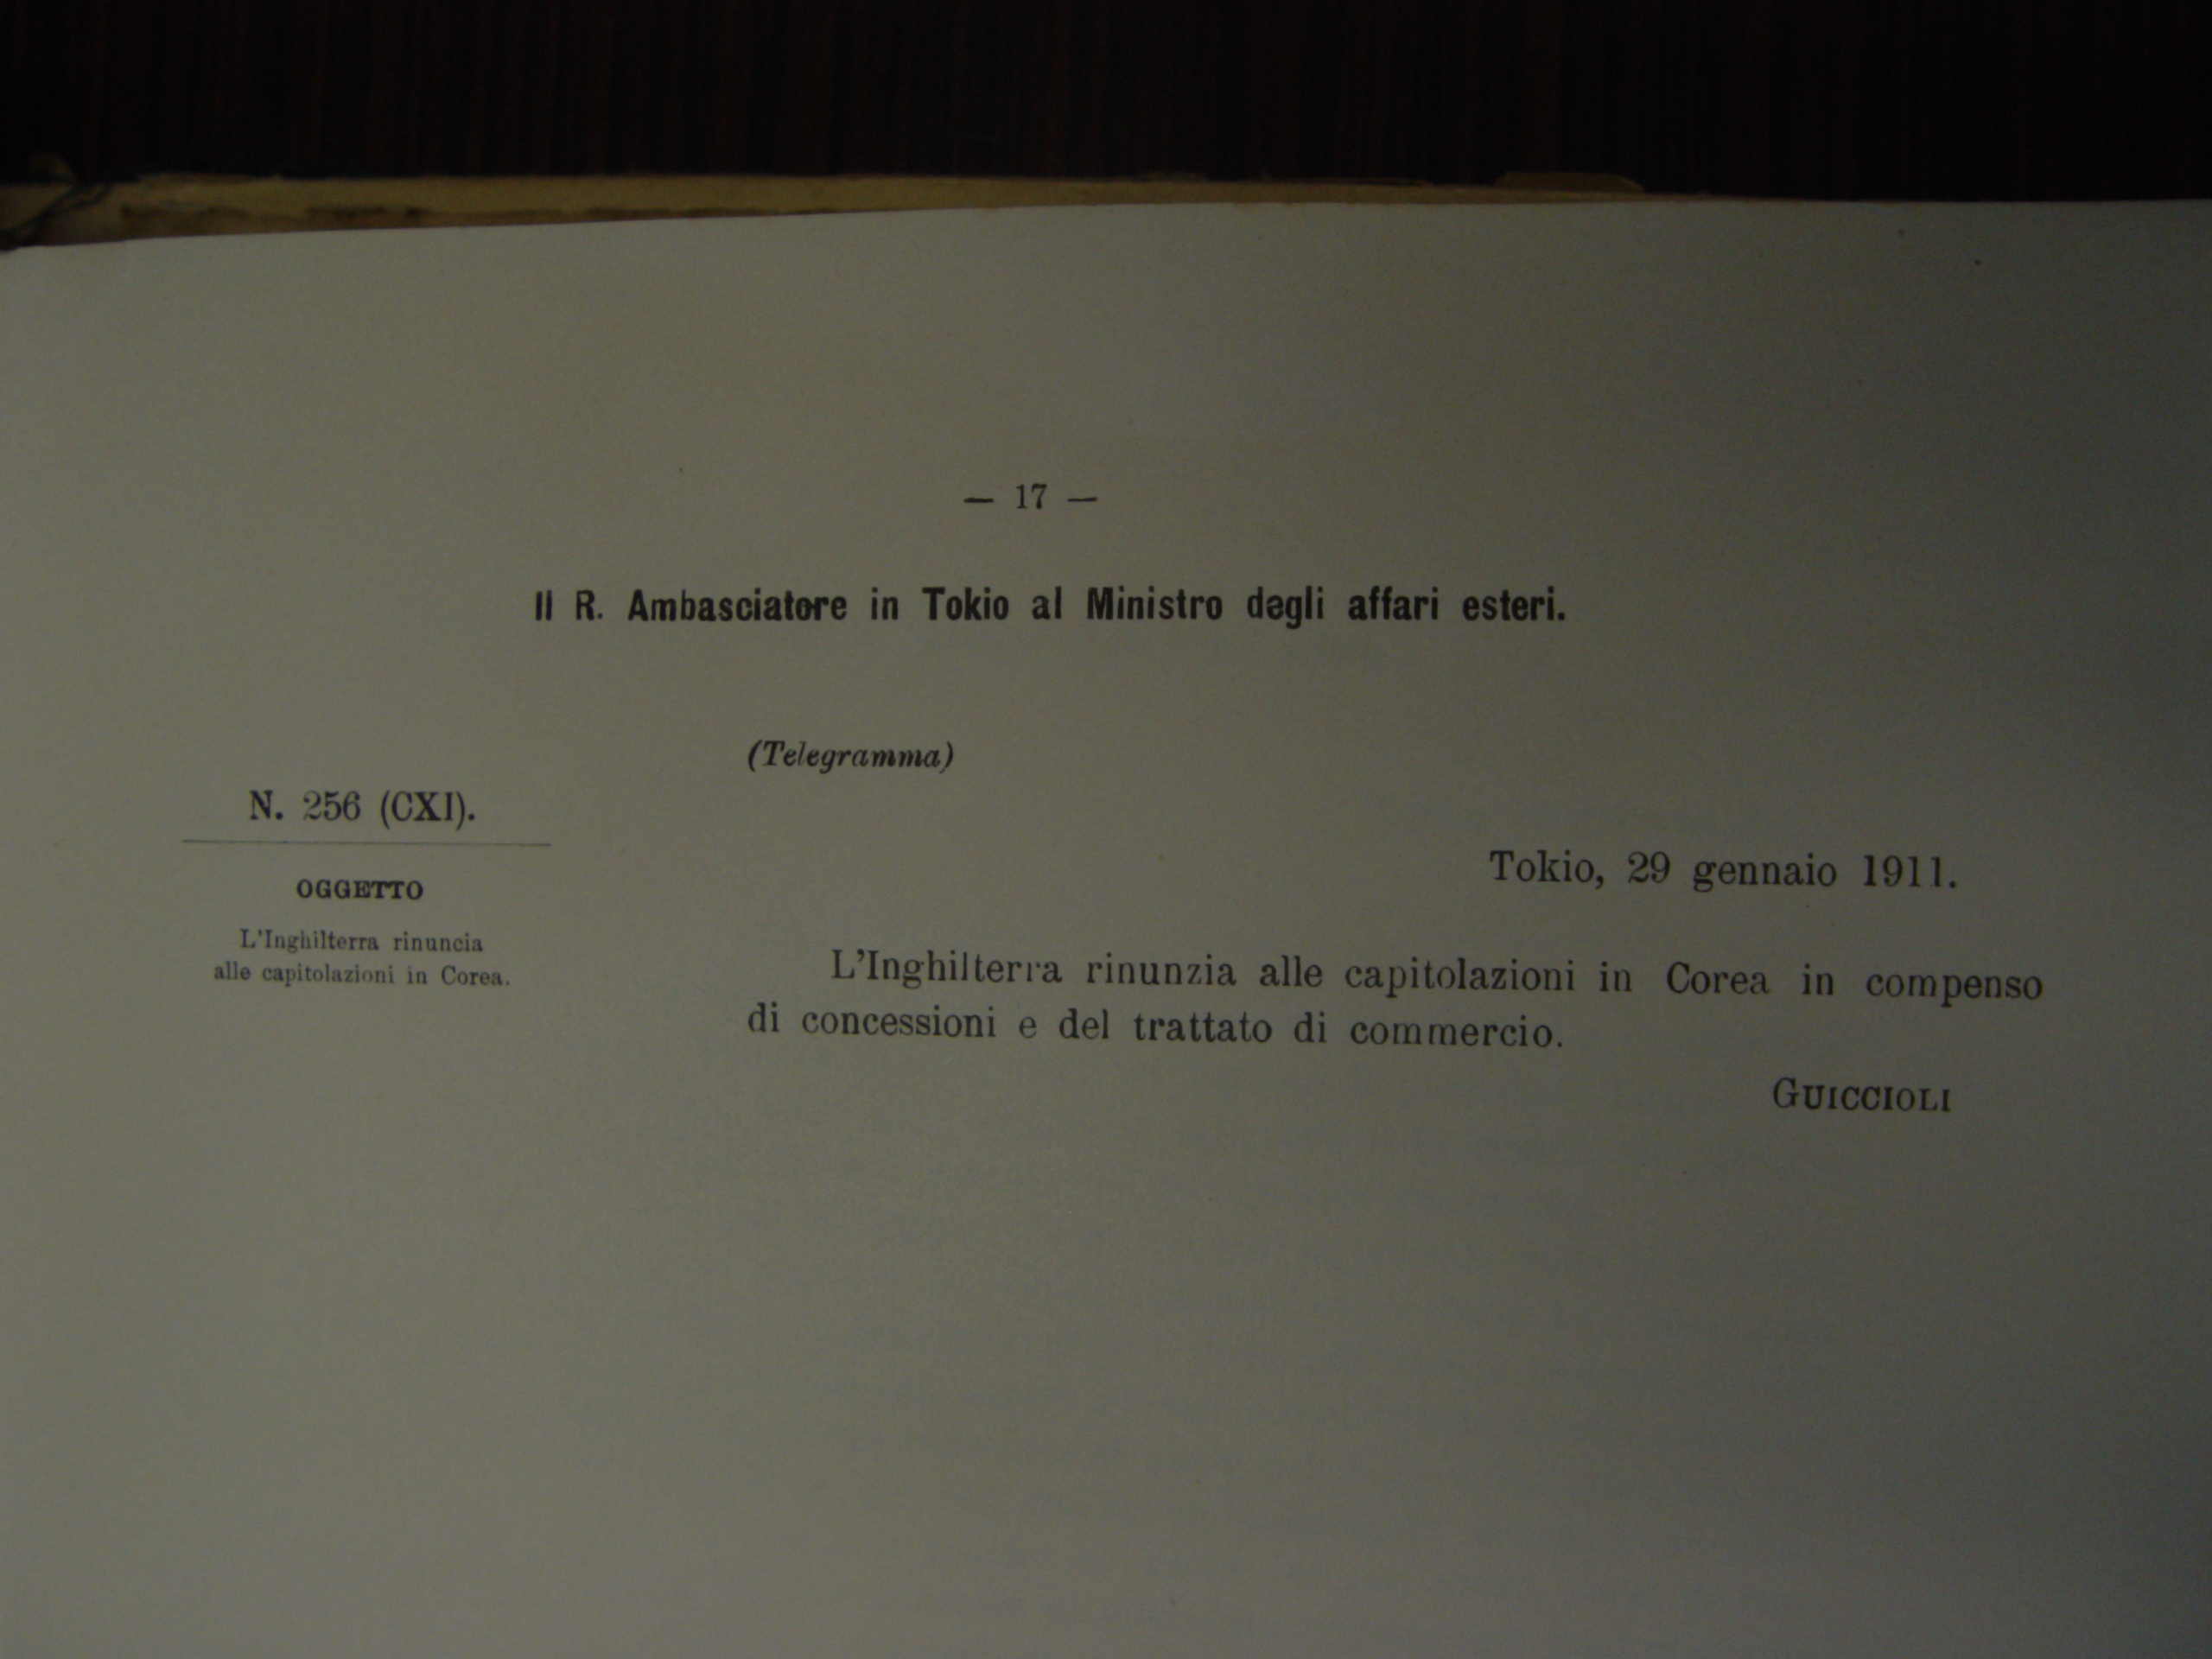 — 17 —
Il R. Ambasciatore in Tokio al Ministro degli affari esteri.
(Telegramma)
N. 256 (CXI).
OGGETTO
L'Inghilterra rinuncia
alle capitolazioni in Corea.
Tokio, 29 gennaio 1911.
L'Inghilterra rinunzia alle capitolazioni in Corea in compenso
di concessioni e del trattato di commercio.
GUICCIOLI